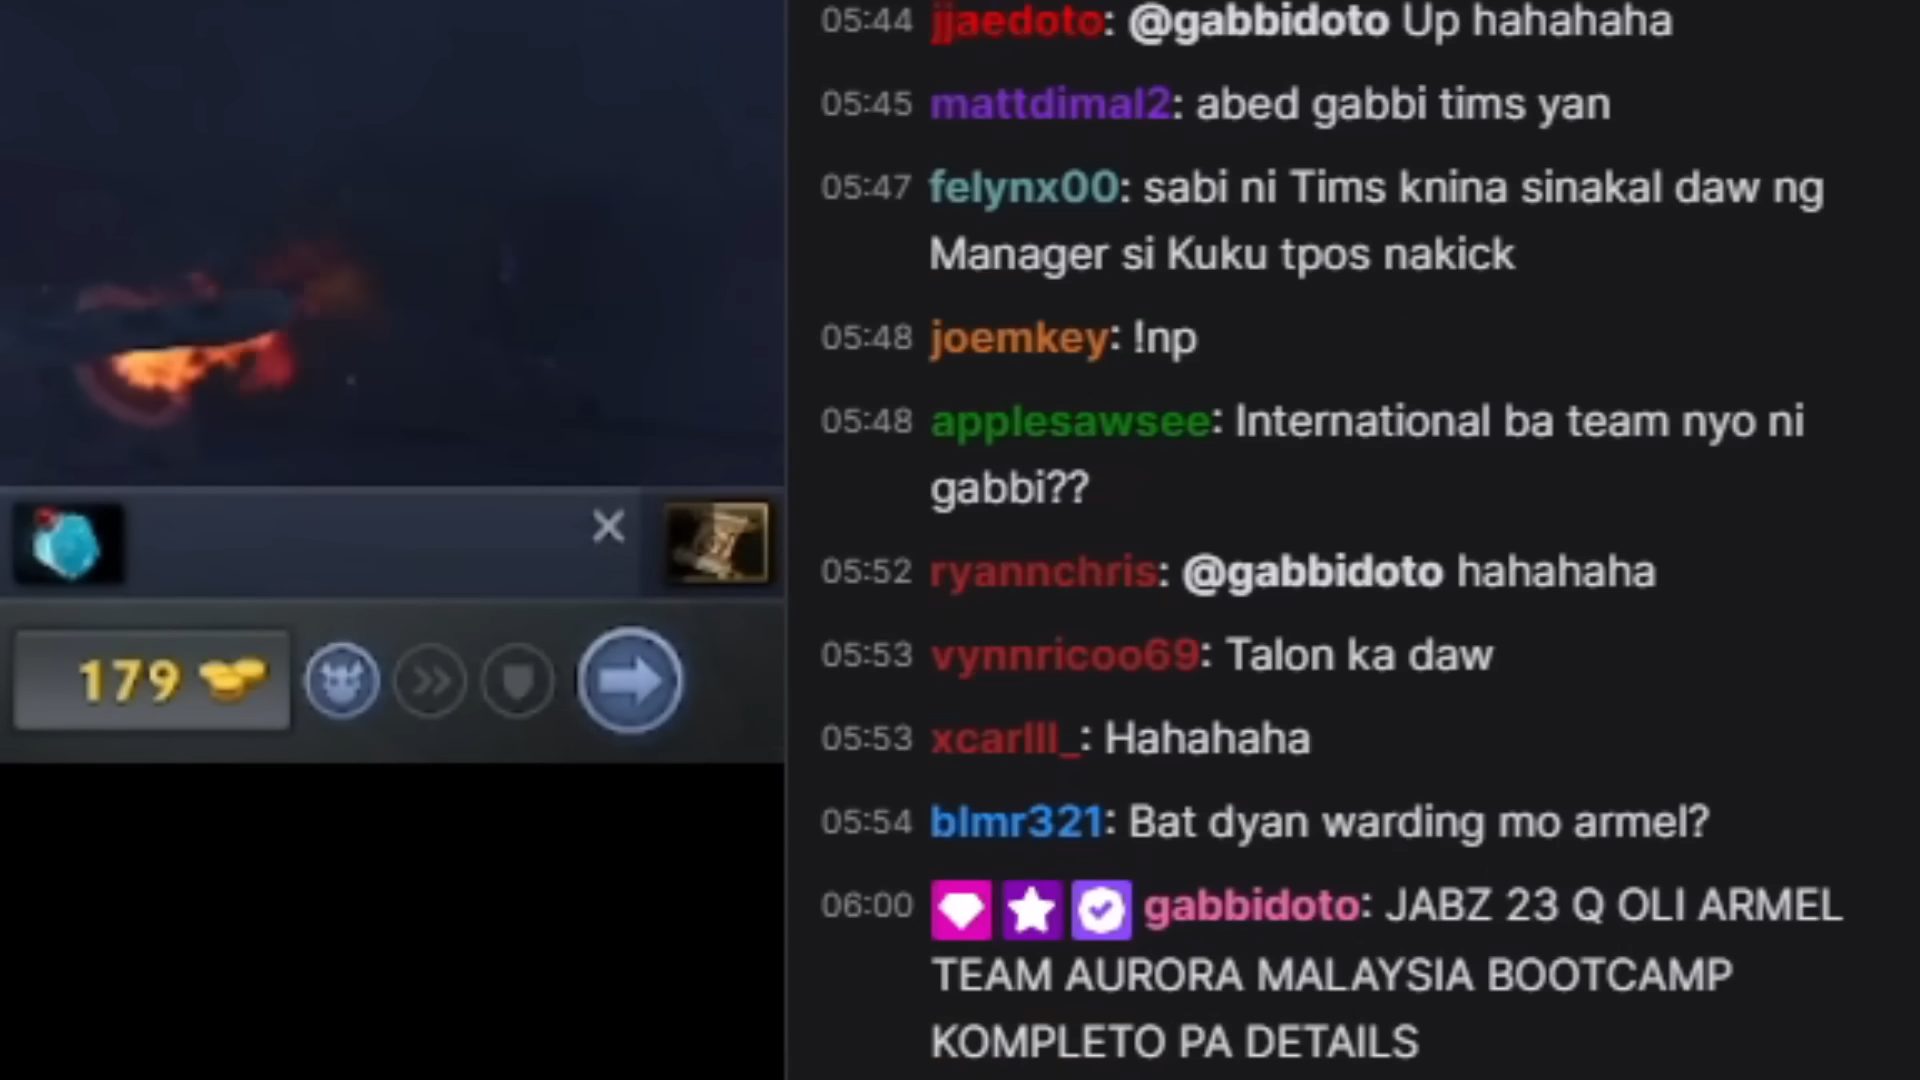 05:44 jjaedoto: @gabbidoto Up hahahaha
05:45 mattdimal2: abed gabbi tims yan
05:47 felynx00: sabi ni Tims knina sinakal daw ng
Manager si Kuku tpos nakick
05:48 joemkey: !np
05:48 applesawsee: International ba team nyo ni
gabbi??
05:52 ryannchris: @gabbidoto hahahaha
05:53 vynnricoo69: Talon ka daw
05:53 xcarlll_: Hahahaha
05:54 blmr321: Bat dyan warding mo armel?
06:00 gabbidoto: JABZ 23 Q OLI ARMEL
TEAM AURORA MALAYSIA BOOTCAMP
KOMPLETO PA DETAILS
179